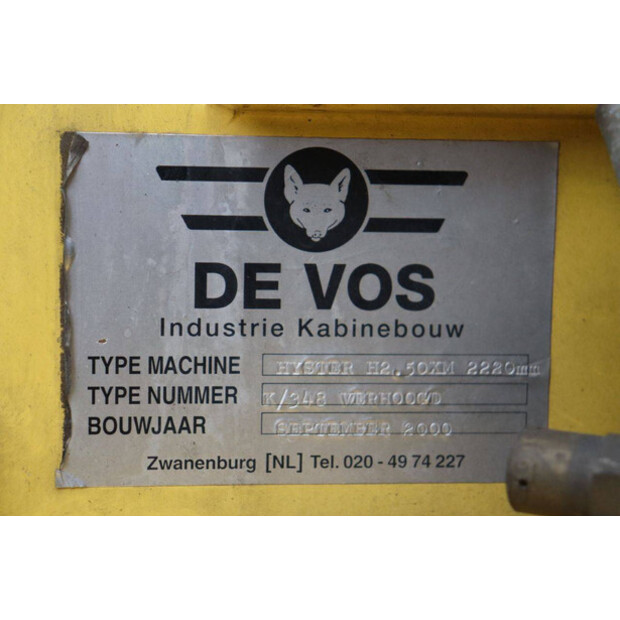 DE VOS
Industrie Kabinebouw
TYPE MACHINE HYSTER H2.50XM 2220mm
TYPE NUMMER K/348 VERHOOGD
BOUWJAAR SEPTEMBER 2000
Zwanenburg [NL] Tel. 020 - 49 74 227